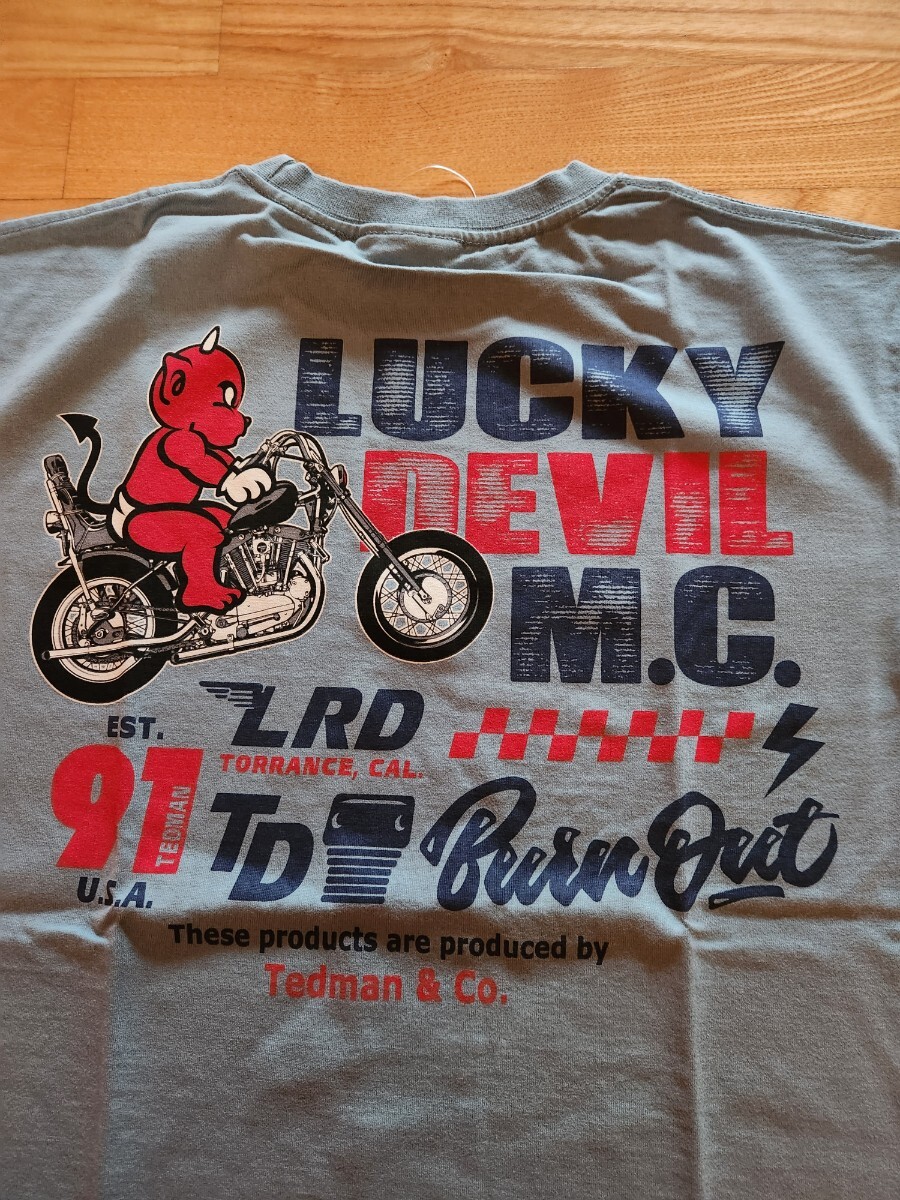 LUCKY
DEVIL
M.C.
LRD
TORRANCE, CAL.
EST.
91
TEDMAN
U.S.A.
TD
Burn Out
These products are produced by
Tedman & Co.